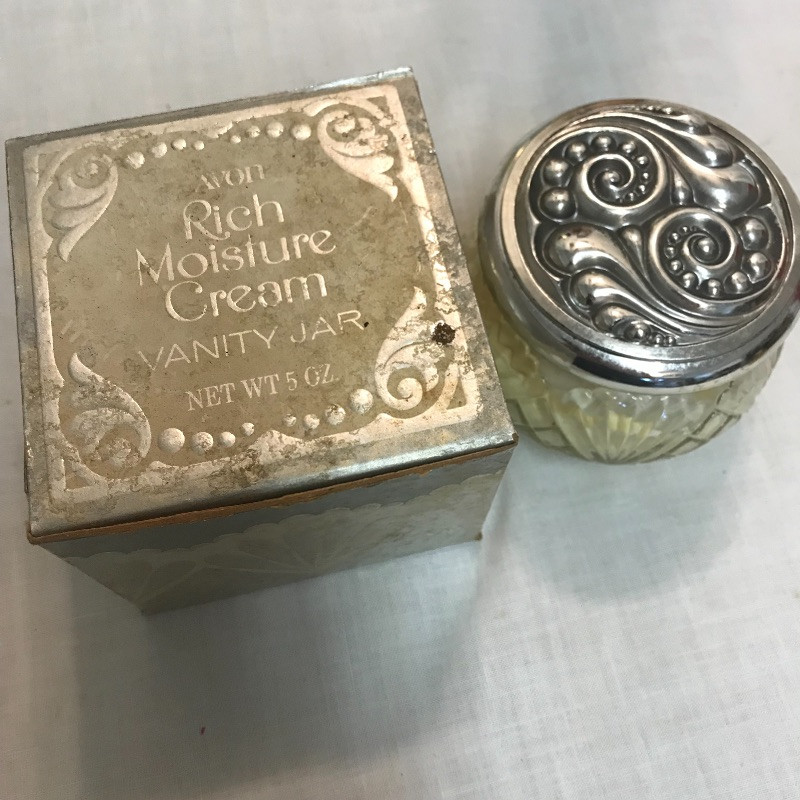 AVON
Rich
Moisture
Cream
VANITY JAR
NET WT 5 OZ.